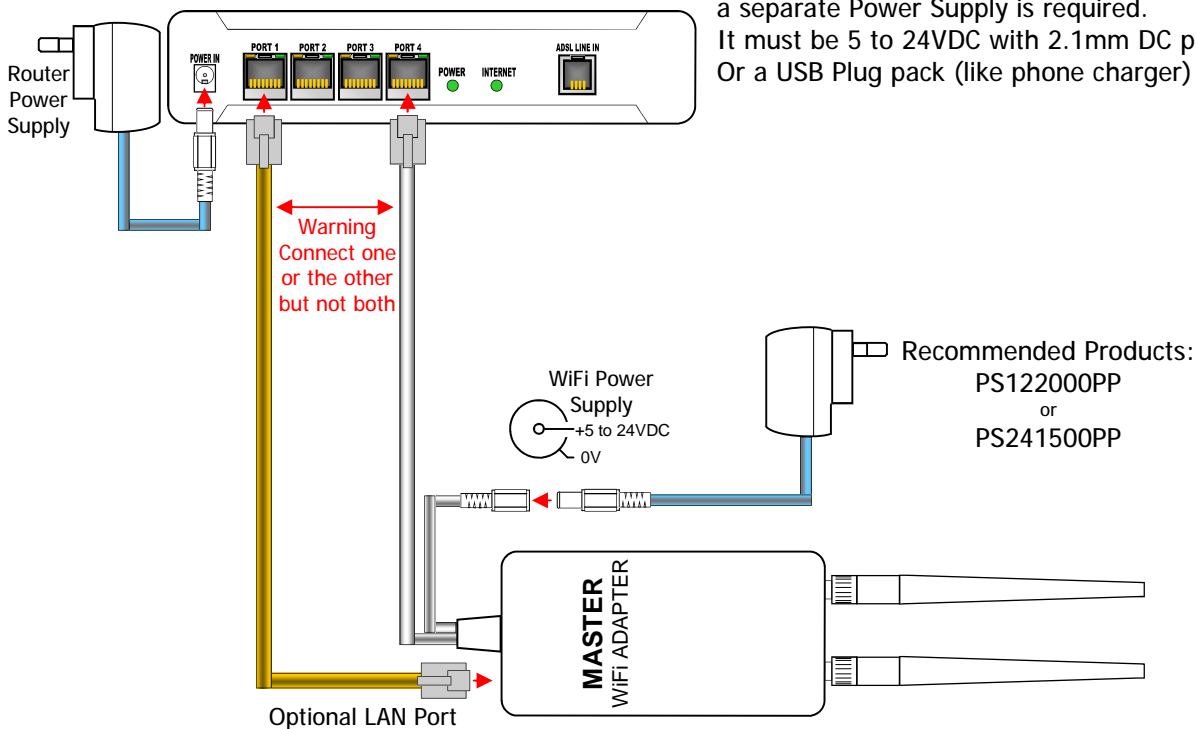 a separate Power Supply is required.
It must be 5 to 24VDC with 2.1mm DC p
Or a USB Plug pack (like phone charger)
Router
Power
Supply
POWER IN
PORT 1
PORT 2
PORT 3
PORT 4
POWER
INTERNET
ADSL LINE IN
Warning
Connect one
or the other
but not both
WiFi Power
Supply
+5 to 24VDC
0V
Recommended Products:
PS122000PP
or
PS241500PP
MASTER
WiFi ADAPTER
Optional LAN Port